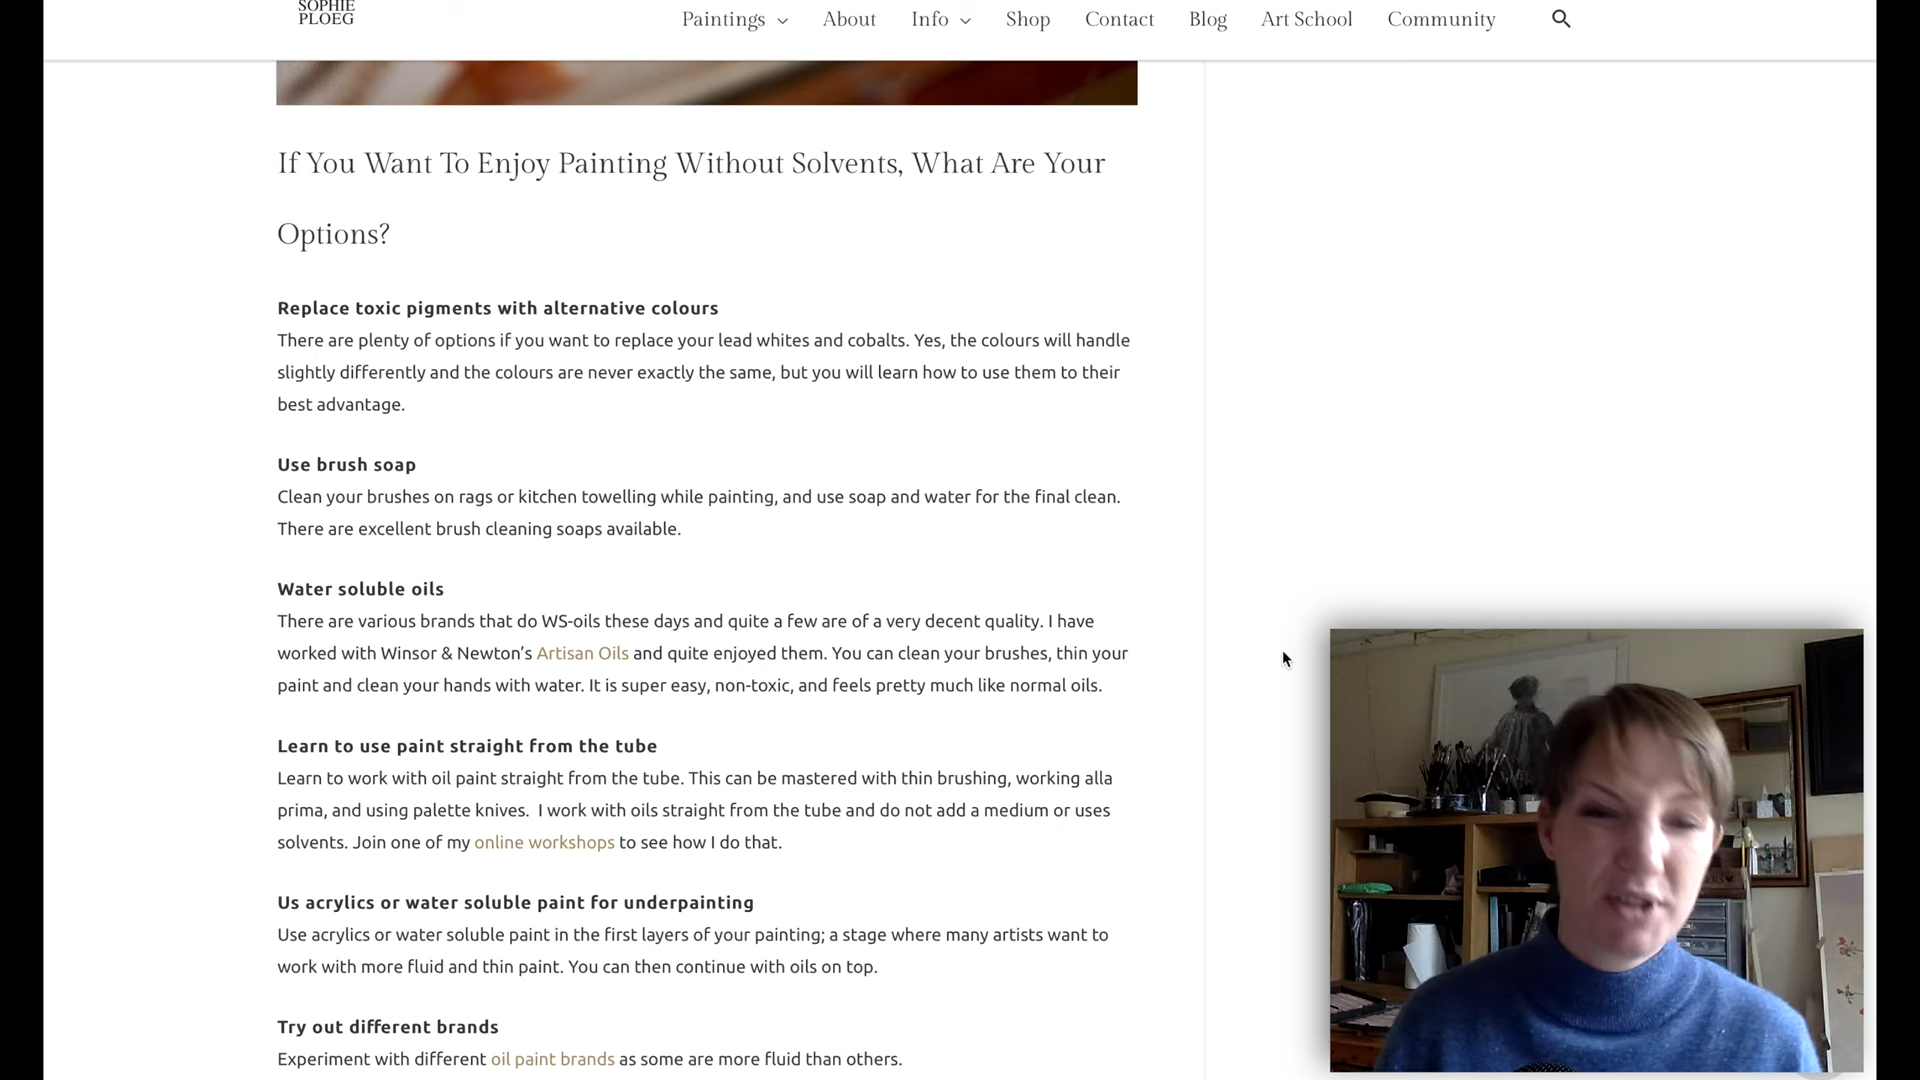 SOPHIE
PLOEG
Paintings About Info Shop Contact Blog Art School Community
If You Want To Enjoy Painting Without Solvents, What Are Your
Options?
Replace toxic pigments with alternative colours
There are plenty of options if you want to replace your lead whites and cobalts. Yes, the colours will handle
slightly differently and the colours are never exactly the same, but you will learn how to use them to their
best advantage.
Use brush soap
Clean your brushes on rags or kitchen towelling while painting, and use soap and water for the final clean.
There are excellent brush cleaning soaps available.
Water soluble oils
There are various brands that do WS-oils these days and quite a few are of a very decent quality. I have
worked with Winsor & Newton’s Artisan Oils and quite enjoyed them. You can clean your brushes, thin your
paint and clean your hands with water. It is super easy, non-toxic, and feels pretty much like normal oils.
Learn to use paint straight from the tube
Learn to work with oil paint straight from the tube. This can be mastered with thin brushing, working alla
prima, and using palette knives.  I work with oils straight from the tube and do not add a medium or uses
solvents. Join one of my online workshops to see how I do that.
Us acrylics or water soluble paint for underpainting
Use acrylics or water soluble paint in the first layers of your painting; a stage where many artists want to
work with more fluid and thin paint. You can then continue with oils on top.
Try out different brands
Experiment with different oil paint brands as some are more fluid than others.